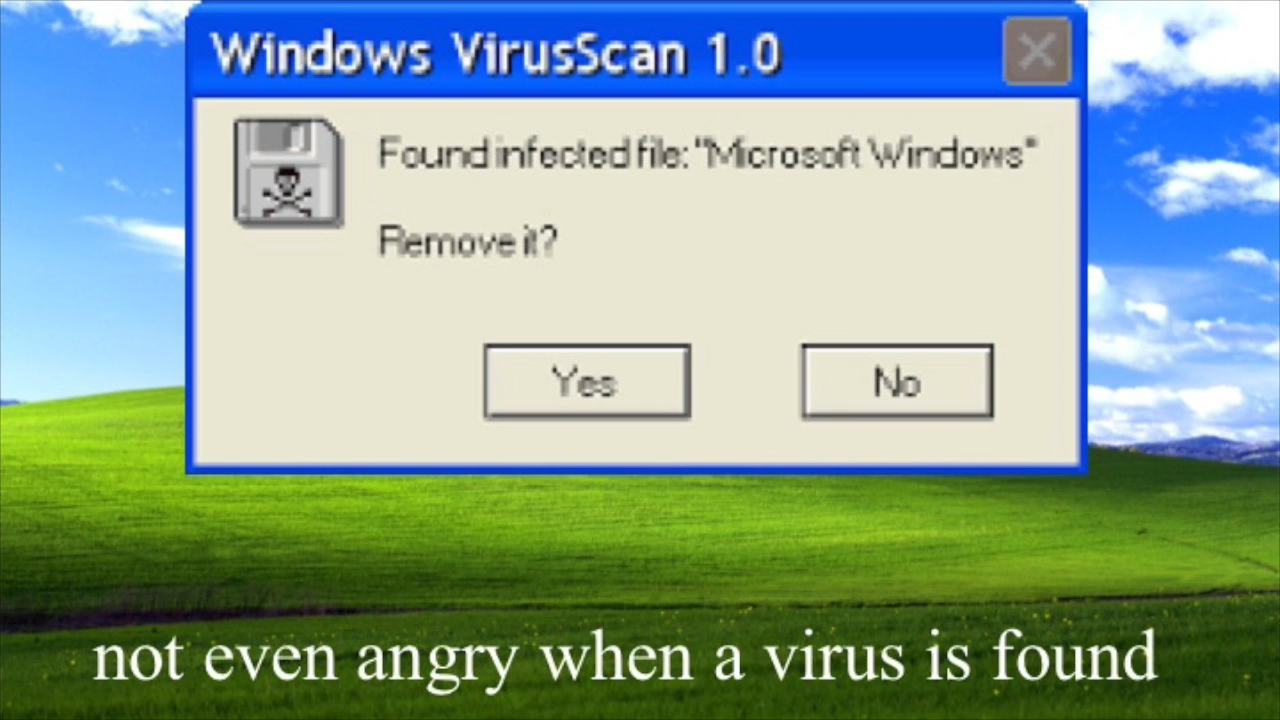 Windows VirusScan 1.0
Found infected file: "Microsoft Windows"
Remove it?
Yes No
not even angry when a virus is found